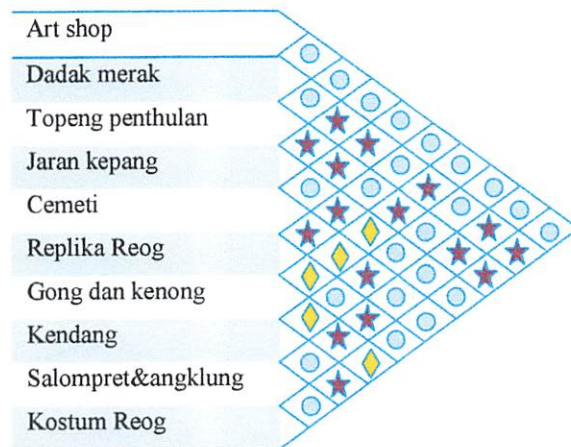 Art shop
Dadak merak
Topeng penthulan
Jaran kepang
Cemeti
Replika Reog
Gong dan kenong
Kendang
Salompret&angklung
Kostum Reog